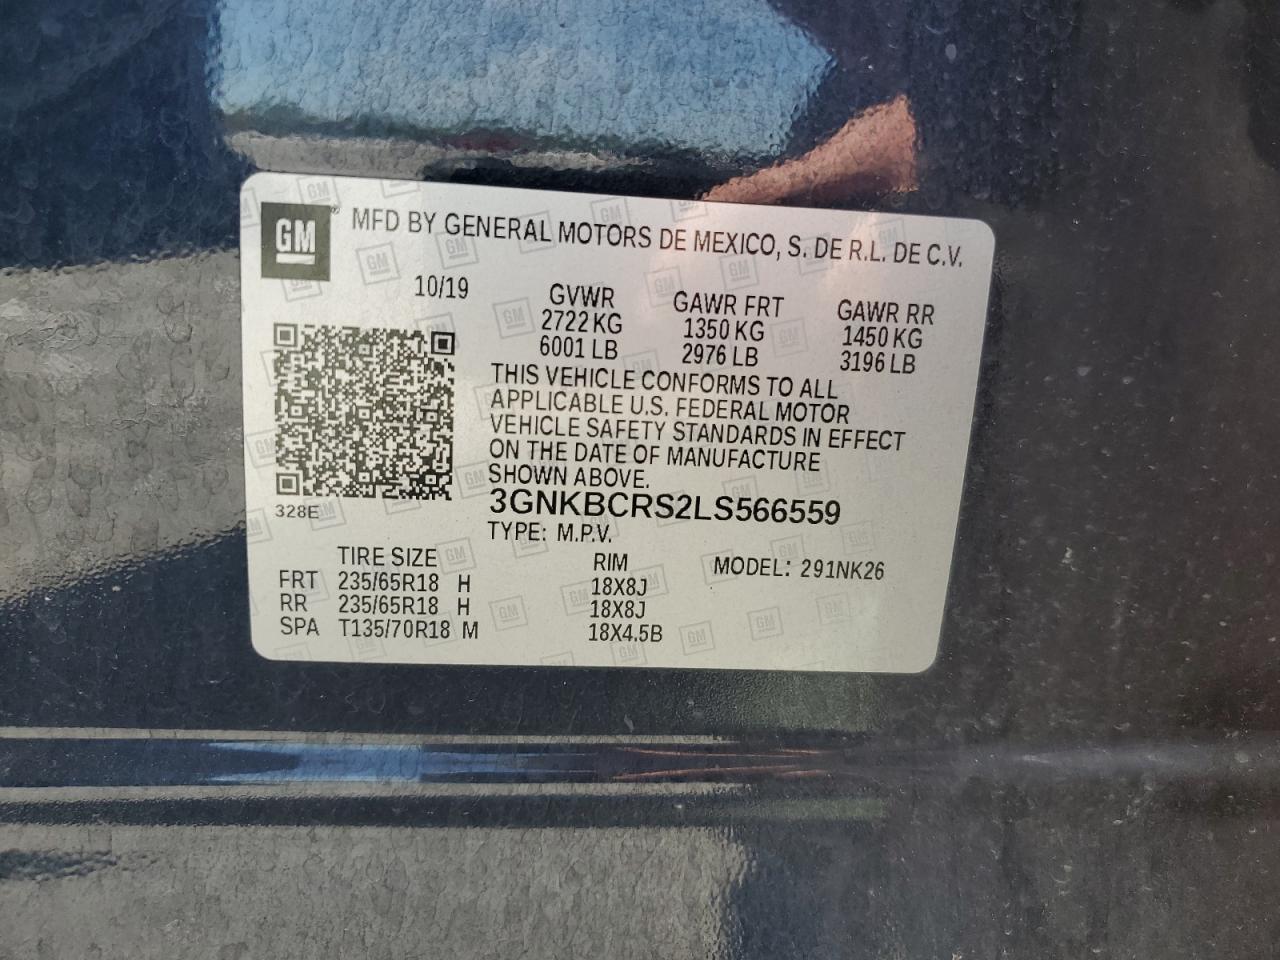 GM® MFD BY GENERAL MOTORS DE MEXICO, S. DE R.L. DE C.V.
10/19 GVWR GAWR FRT GAWR RR
2722 KG 1350 KG 1450 KG
6001 LB 2976 LB 3196 LB
THIS VEHICLE CONFORMS TO ALL
APPLICABLE U.S. FEDERAL MOTOR
VEHICLE SAFETY STANDARDS IN EFFECT
ON THE DATE OF MANUFACTURE
SHOWN ABOVE.
328E 3GNKBCRS2LS566559
TYPE: M.P.V.
TIRE SIZE RIM MODEL: 291NK26
FRT 235/65R18 H 18X8J
RR 235/65R18 H 18X8J
SPA T135/70R18 M 18X4.5B